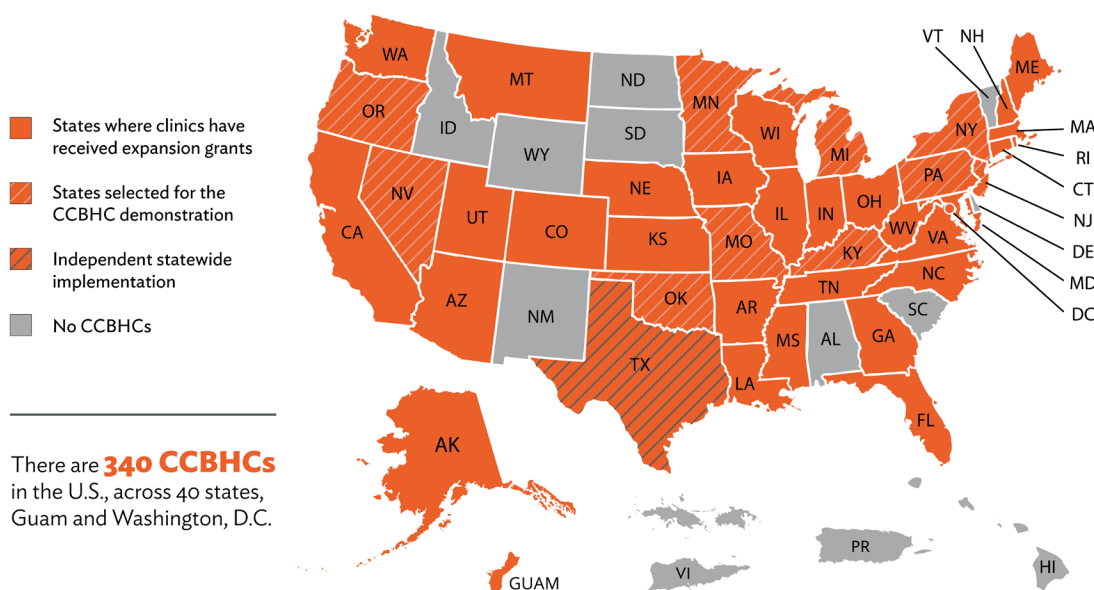 States where clinics have
received expansion grants
States selected for the
CCBHC demonstration
Independent statewide
implementation
No CCBHCs
There are 340 CCBHCs
in the U.S., across 40 states,
Guam and Washington, D.C.
VT NH
WA
MT
ND
MN
ME
OR
ID
SD
WI
MI
NY
MA
RI
WY
NV
NE
IA
PA
CT
CA
UT
CO
KS
IL
IN
OH
WV
VA
NJ
MO
KY
DE
AZ
NM
OK
AR
TN
NC
MD
SC
DC
TX
LA
MS
AL
GA
FL
AK
GUAM
VI
PR
HI